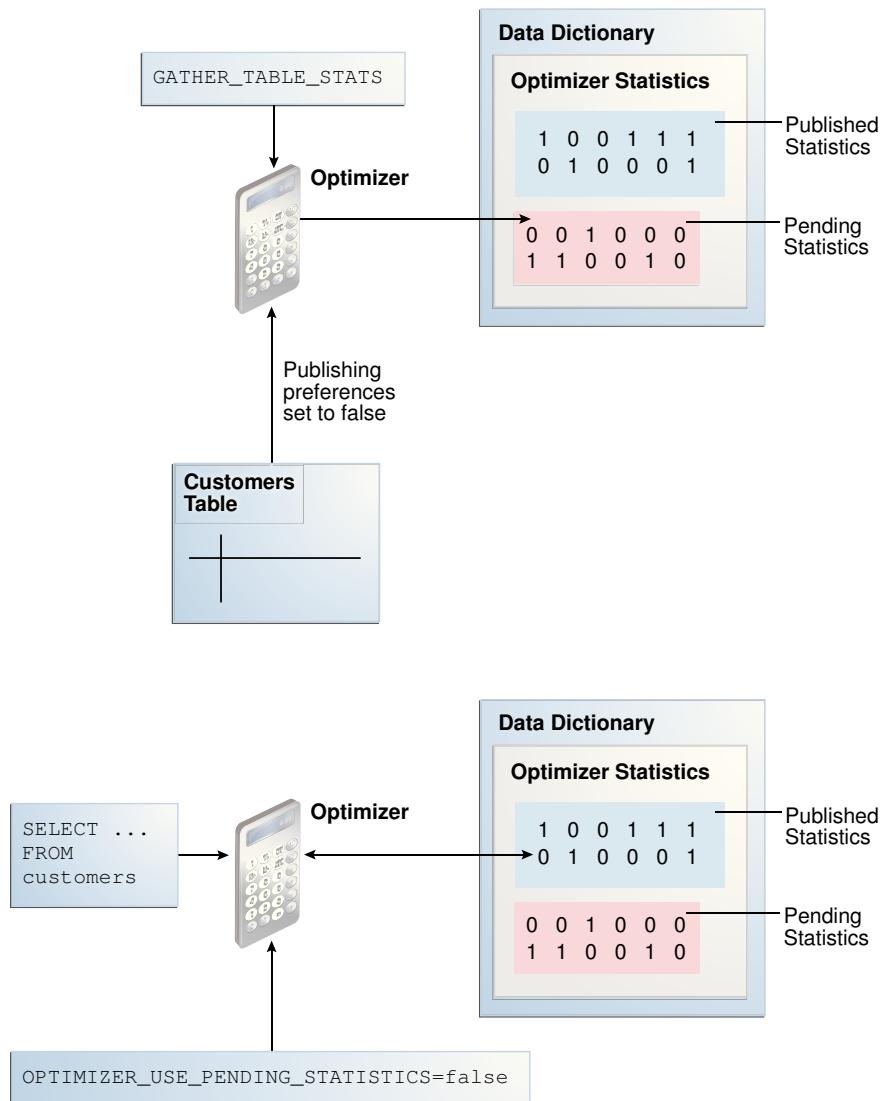 Data Dictionary
GATHER_TABLE_STATS
Optimizer Statistics
1 0 0 1 1 1
0 1 0 0 0 1
Published
Statistics
Optimizer
0 0 1 0 0 0
1 1 0 0 1 0
Pending
Statistics
Publishing
preferences
set to false
Customers
Table
Data Dictionary
Optimizer Statistics
Optimizer
1 0 0 1 1 1
0 1 0 0 0 1
Published
Statistics
SELECT ...
FROM
customers
0 0 1 0 0 0
1 1 0 0 1 0
Pending
Statistics
OPTIMIZER_USE_PENDING_STATISTICS=false